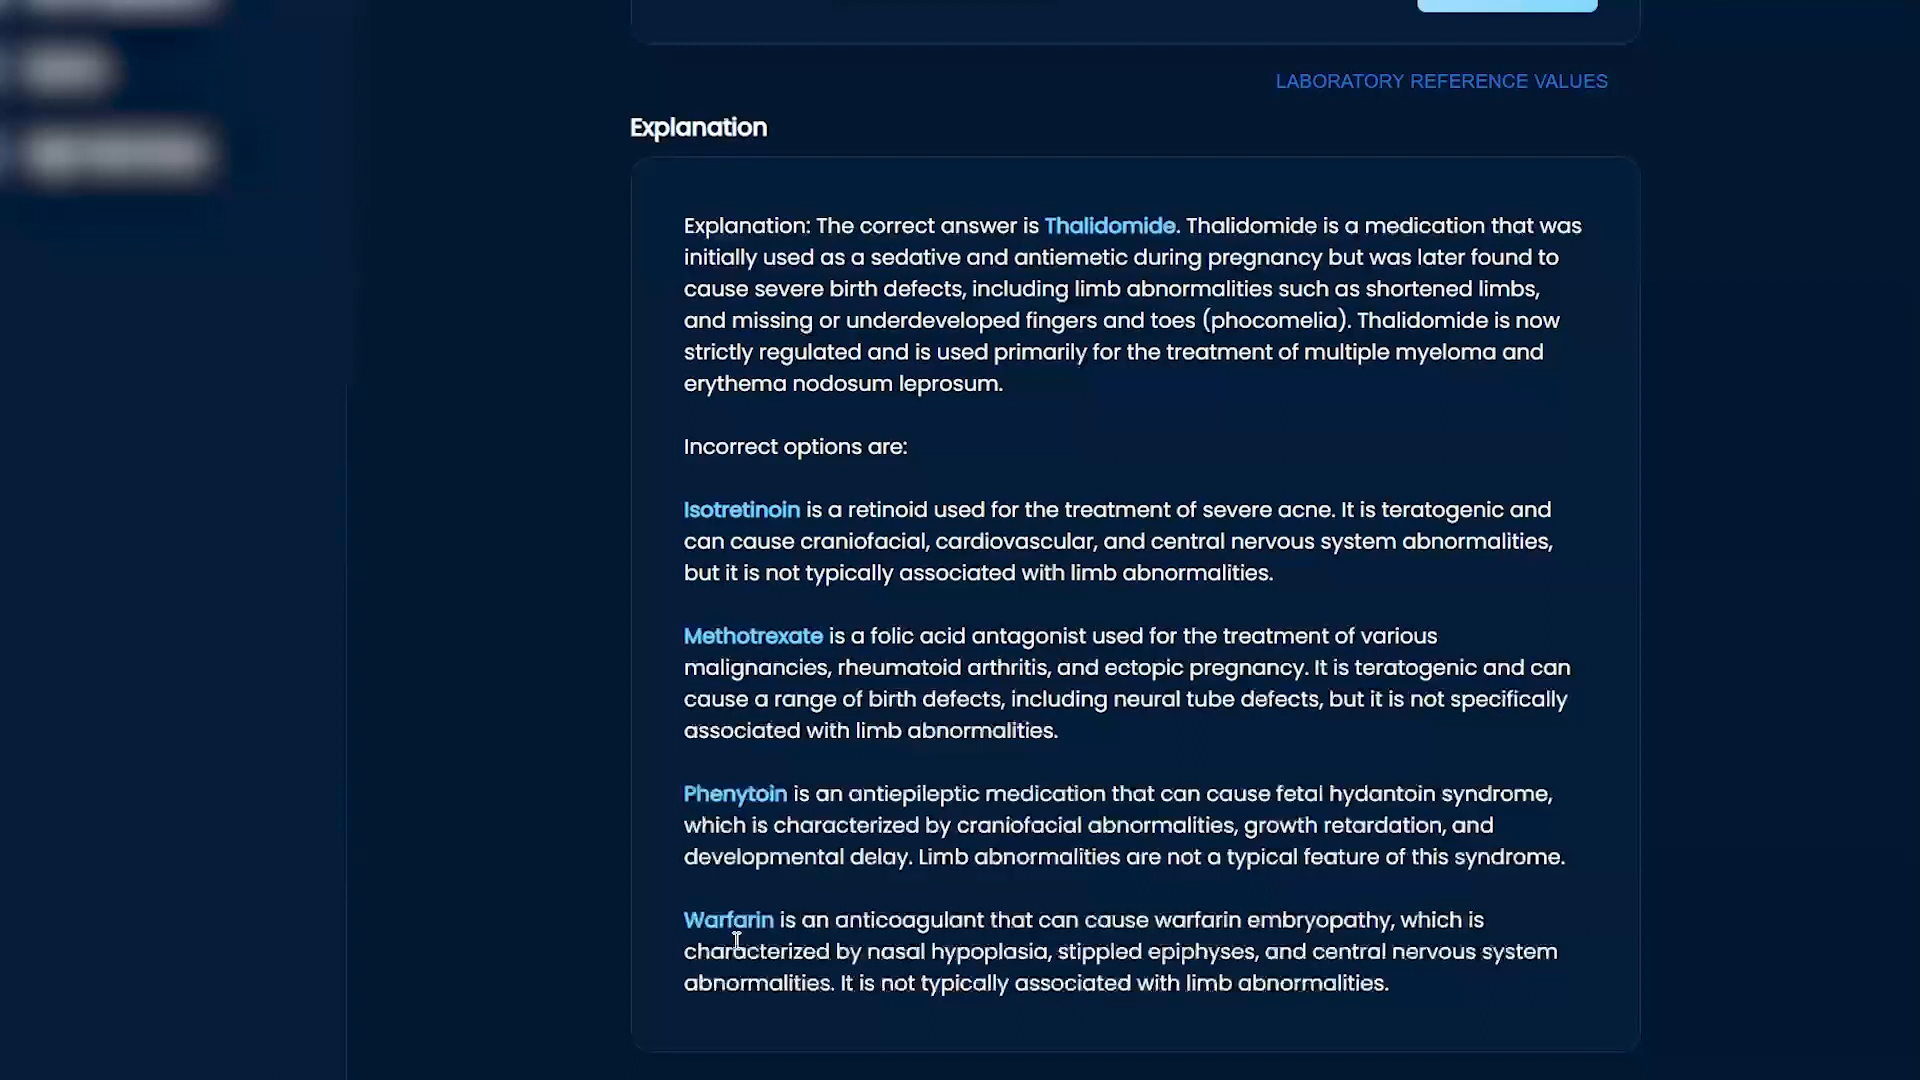 LABORATORY REFERENCE VALUES
Explanation
Explanation: The correct answer is Thalidomide. Thalidomide is a medication that was
initially used as a sedative and antiemetic during pregnancy but was later found to
cause severe birth defects, including limb abnormalities such as shortened limbs,
and missing or underdeveloped fingers and toes (phocomelia). Thalidomide is now
strictly regulated and is used primarily for the treatment of multiple myeloma and
erythema nodosum leprosum.
Incorrect options are:
Isotretinoin is a retinoid used for the treatment of severe acne. It is teratogenic and
can cause craniofacial, cardiovascular, and central nervous system abnormalities,
but it is not typically associated with limb abnormalities.
Methotrexate is a folic acid antagonist used for the treatment of various
malignancies, rheumatoid arthritis, and ectopic pregnancy. It is teratogenic and can
cause a range of birth defects, including neural tube defects, but it is not specifically
associated with limb abnormalities.
Phenytoin is an antiepileptic medication that can cause fetal hydantoin syndrome,
which is characterized by craniofacial abnormalities, growth retardation, and
developmental delay. Limb abnormalities are not a typical feature of this syndrome.
Warfarin is an anticoagulant that can cause warfarin embryopathy, which is
characterized by nasal hypoplasia, stippled epiphyses, and central nervous system
abnormalities. It is not typically associated with limb abnormalities.